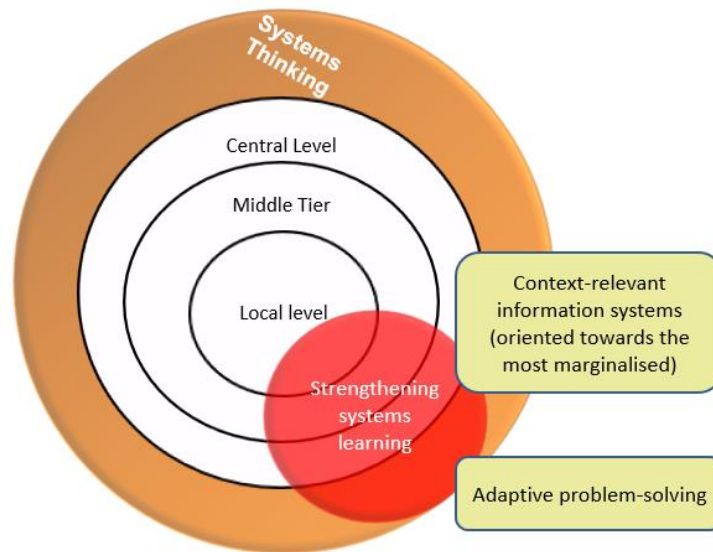 Systems
Thinking
Central Level
Middle Tier
Local level
Context-relevant
information systems
(oriented towards the
most marginalised)
Strengthening
systems
learning
Adaptive problem-solving